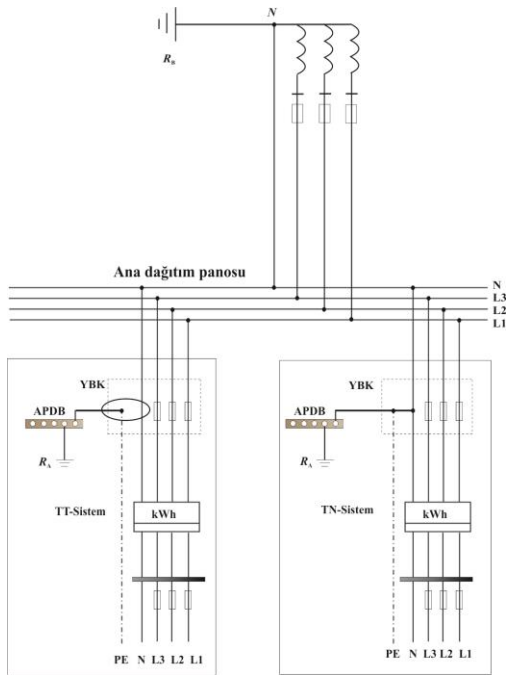 N
R_B
Ana dağıtım panosu
N
L3
L2
L1
YBK
APDB
R_A
TT-Sistem
kWh
PE N L3 L2 L1
YBK
APDB
R_A
TN-Sistem
kWh
PE N L3 L2 L1